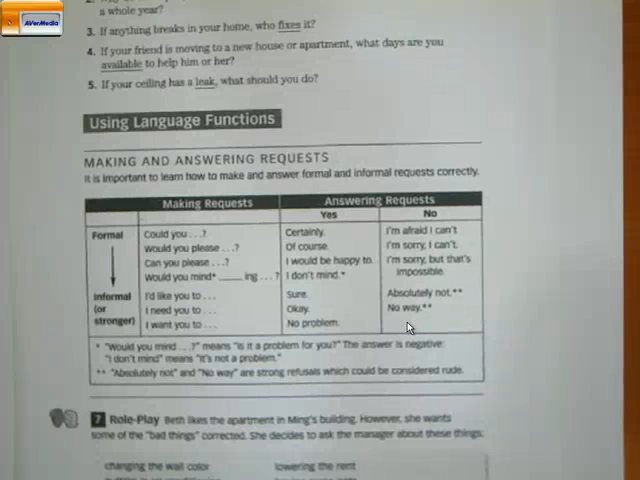 AVerMedia
a whole year?
3. If anything breaks in your home, who fixes it?
4. If your friend is moving to a new house or apartment, what days are you
available to help him or her?
5. If your ceiling has a leak, what should you do?
Using Language Functions
MAKING AND ANSWERING REQUESTS
It is important to learn how to make and answer formal and informal requests correctly.
Making Requests Answering Requests
Yes No
Formal Could you . . .? Certainly. I'm afraid I can't
Would you please . . .? Of course. I'm sorry, I can't.
Can you please . . .? I would be happy to. I'm sorry, but that's
impossible.
Would you mind* ____ ing . . .? I don't mind.*
Informal I'd like you to . . . Sure. Absolutely not.**
(or I need you to . . . Okay. No way.**
stronger) I want you to . . . No problem.
* "Would you mind . . .?" means "Is it a problem for you?" The answer is negative:
"I don't mind" means "It's not a problem."
** "Absolutely not" and "No way" are strong refusals which could be considered rude.
7 Role-Play Beth likes the apartment in Ming's building. However, she wants
some of the "bad things" corrected. She decides to ask the manager about these things:
changing the wall color lowering the rent